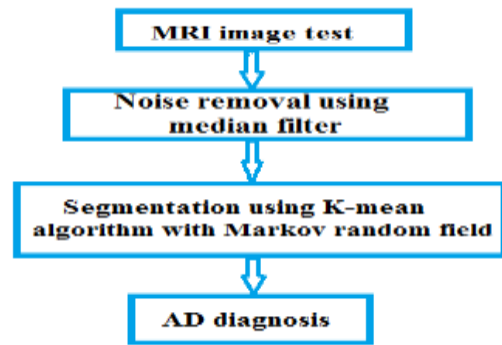 MRI image test
Noise removal using
median filter
Segmentation using K-mean
algorithm with Markov random field
AD diagnosis